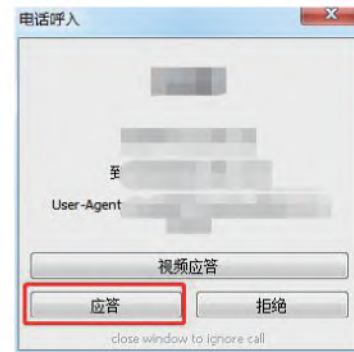 电话呼入
到
User-Agent
视频应答
应答 拒绝
close window to ignore call